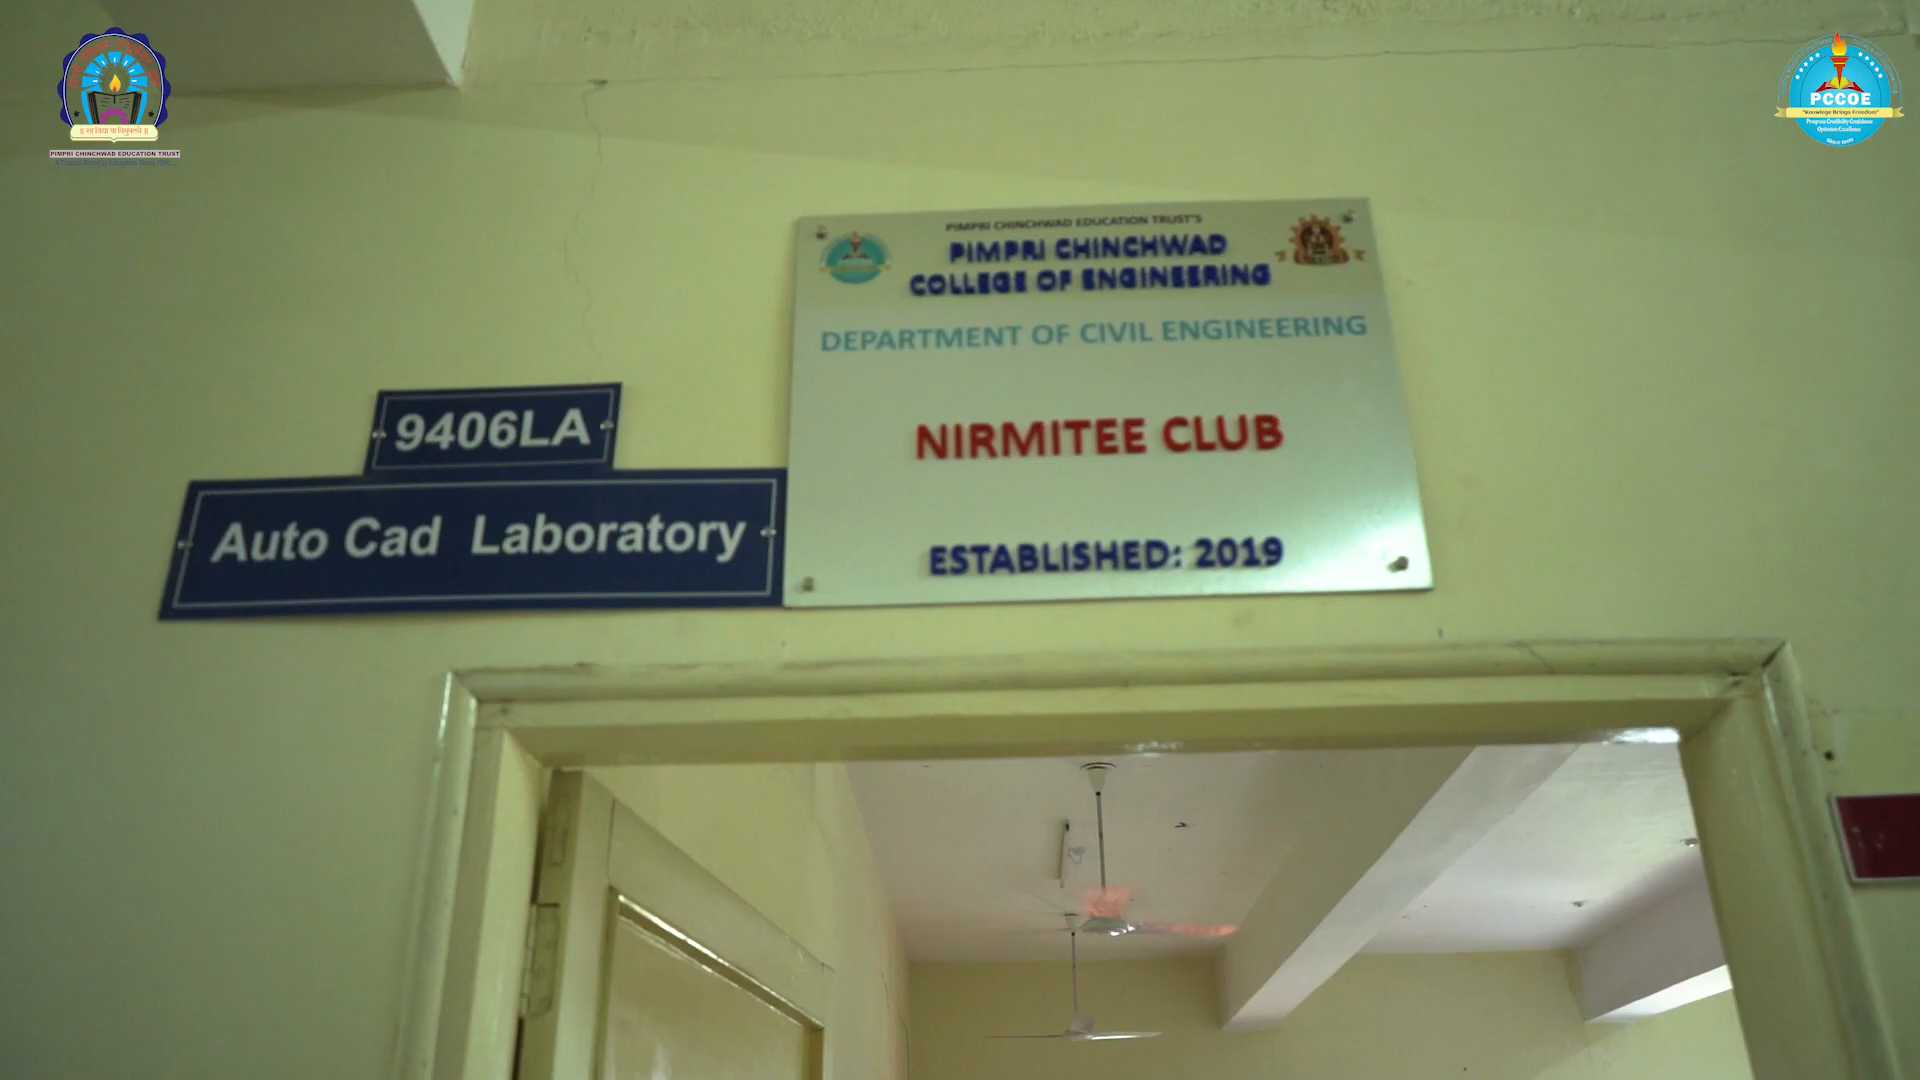 PIMPRI CHINCHWAD EDUCATION TRUST
PCCOE
"Knowledge Brings Freedom"
PIMPRI CHINCHWAD EDUCATION TRUST'S
PIMPRI CHINCHWAD
COLLEGE OF ENGINEERING
DEPARTMENT OF CIVIL ENGINEERING
NIRMITEE CLUB
ESTABLISHED: 2019
9406LA
Auto Cad Laboratory